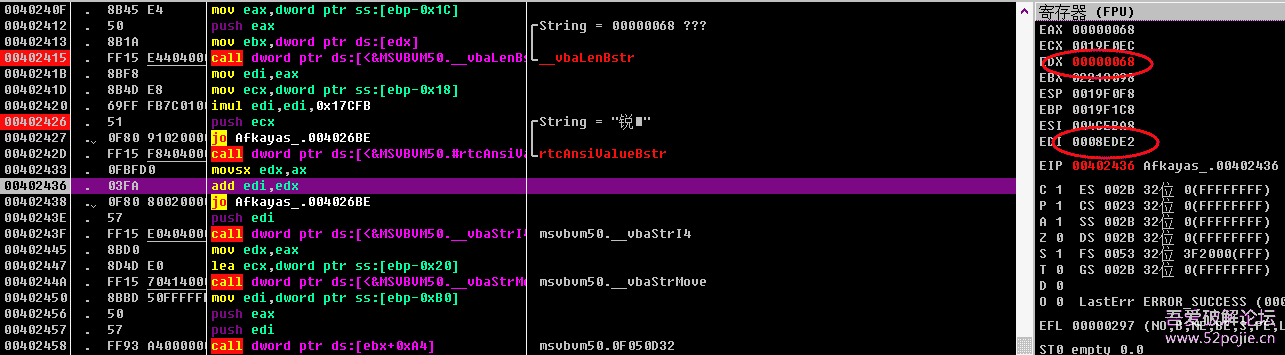 0040240F . 8B45 E4 mov eax,dword ptr ss:[ebp-0x1C]
00402412 . 50 push eax String = 00000068 ???
00402413 . 8B1A mov ebx,dword ptr ds:[edx]
00402415 . FF15 E4404000 call dword ptr ds:[<&MSVBVM50.__vbaLenBs __vbaLenBstr
0040241B . 8BF8 mov edi,eax
0040241D . 8B4D E8 mov ecx,dword ptr ss:[ebp-0x18]
00402420 . 69FF FB7C0100 imul edi,edi,0x17CFB
00402426 . 51 push ecx String = "锐"
00402427 . 0F80 91020000 jo Afkayas_.004026BE
0040242D . FF15 F8404000 call dword ptr ds:[<&MSVBVM50.#rtcAnsiVa rtcAnsiValueBstr
00402433 . 0FBFD0 movsx edx,ax
00402436 . 03FA add edi,edx
00402438 . 0F80 80020000 jo Afkayas_.004026BE
0040243E . 57 push edi
0040243F . FF15 E0404000 call dword ptr ds:[<&MSVBVM50.__vbaStrI4 msvbvm50.__vbaStrI4
00402445 . 8BD0 mov edx,eax
00402447 . 8D4D E0 lea ecx,dword ptr ss:[ebp-0x20]
0040244A . FF15 70414000 call dword ptr ds:[<&MSVBVM50.__vbaStrMo msvbvm50.__vbaStrMove
00402450 . 8BBD 50FFFFFF mov edi,dword ptr ss:[ebp-0xB0]
00402456 . 50 push eax
00402457 . 57 push edi
00402458 . FF93 A4000000 call dword ptr ds:[ebx+0xA4] msvbvm50.0F050D32
寄存器 (FPU)
EAX 00000068
ECX 0019F0EC
EDX 00000068
EBX
ESP 0019F0F8
EBP 0019F1C8
ESI
EDI 0008EDE2
EIP 00402436 Afkayas_.00402436
C 1 ES 002B 32位 0(FFFFFFFF)
P 1 CS 0023 32位 0(FFFFFFFF)
A 1 SS 002B 32位 0(FFFFFFFF)
Z 0 DS 002B 32位 0(FFFFFFFF)
S 1 FS 0053 32位 3F2000(FFF)
T 0 GS 002B 32位 0(FFFFFFFF)
D 0
O 0 LastErr ERROR_SUCCESS (000
EFL 00000297
ST0 empty 0.0
吾爱破解论坛
www.52pojie.cn